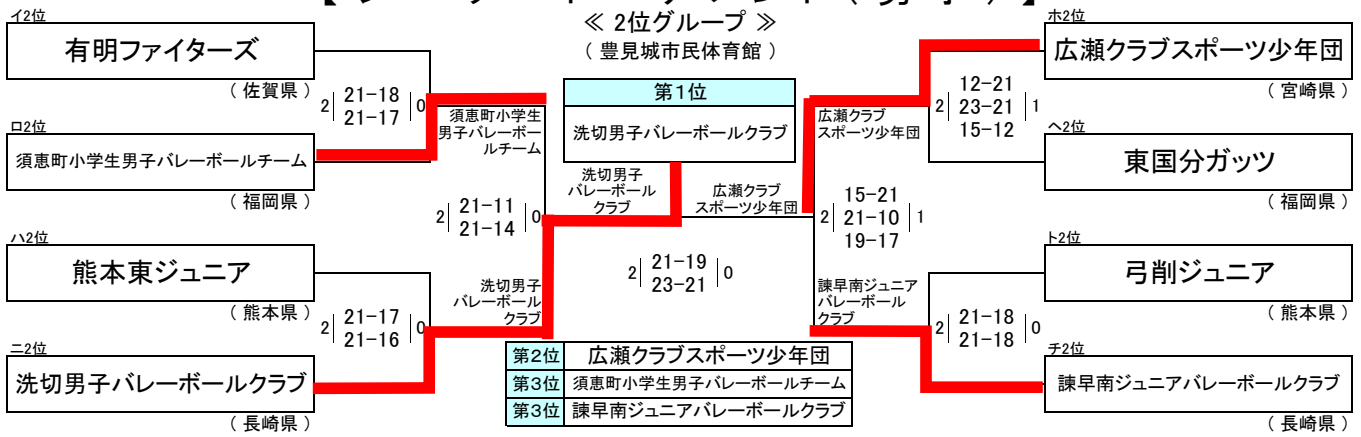 ≪ 2位グループ ≫
（ 豊見城市民体育館 ）
イ2位
有明ファイターズ
（ 佐賀県 ）
2 21−18 0
21−17
ロ2位
須恵町小学生男子バレーボールチーム
（ 福岡県 ）
須恵町小学生
男子バレーボー
ルチーム
2 21−11 0
21−14
ハ2位
熊本東ジュニア
（ 熊本県 ）
2 21−17 0
21−16
ニ2位
洗切男子バレーボールクラブ
（ 長崎県 ）
洗切男子
バレーボール
クラブ
第1位
洗切男子バレーボールクラブ
洗切男子
バレーボール
クラブ
広瀬クラブ
スポーツ少年団
2 21−19 0
23−21
第2位 広瀬クラブスポーツ少年団
第3位 須恵町小学生男子バレーボールチーム
第3位 諫早南ジュニアバレーボールクラブ
ホ2位
広瀬クラブスポーツ少年団
（ 宮崎県 ）
12−21
2 23−21 1
15−12
ヘ2位
東国分ガッツ
（ 福岡県 ）
広瀬クラブ
スポーツ少年団
15−21
2 21−10 1
19−17
ト2位
弓削ジュニア
（ 熊本県 ）
諫早南ジュニア
バレーボール
クラブ
2 21−18 0
21−18
チ2位
諫早南ジュニアバレーボールクラブ
（ 長崎県 ）